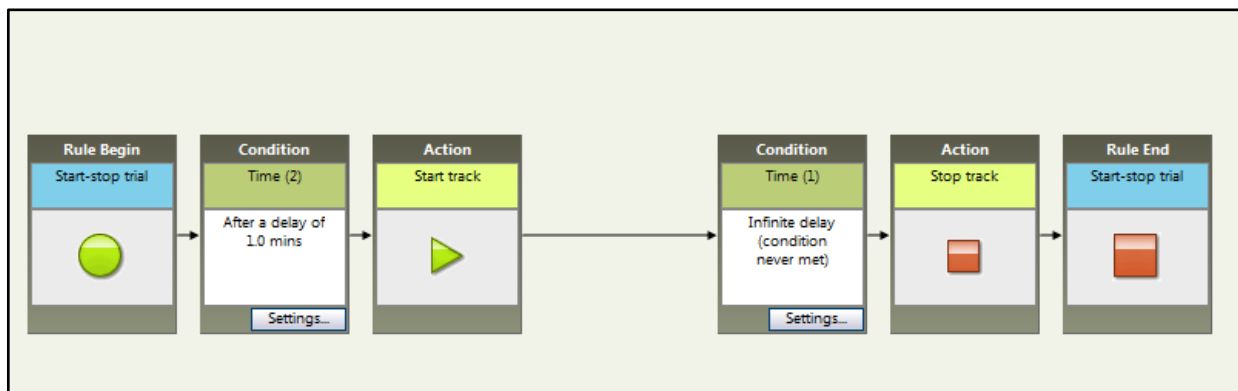 Rule Begin
Start-stop trial
Condition
Time (2)
After a delay of
1.0 mins
Settings...
Action
Start track
Condition
Time (1)
Infinite delay
(condition
never met)
Settings...
Action
Stop track
Rule End
Start-stop trial